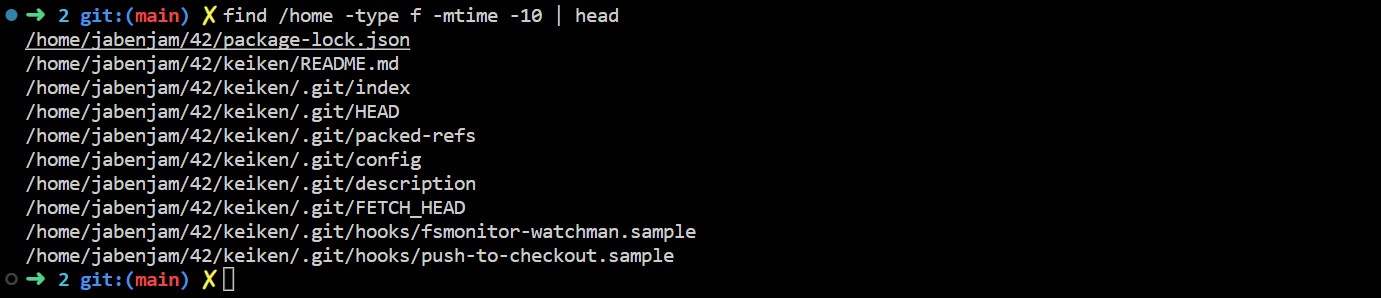 ➜ 2 git:(main) ✗ find /home -type f -mtime -10 | head
/home/jabenjam/42/package-lock.json
/home/jabenjam/42/keiken/README.md
/home/jabenjam/42/keiken/.git/index
/home/jabenjam/42/keiken/.git/HEAD
/home/jabenjam/42/keiken/.git/packed-refs
/home/jabenjam/42/keiken/.git/config
/home/jabenjam/42/keiken/.git/description
/home/jabenjam/42/keiken/.git/FETCH_HEAD
/home/jabenjam/42/keiken/.git/hooks/fsmonitor-watchman.sample
/home/jabenjam/42/keiken/.git/hooks/push-to-checkout.sample
➜ 2 git:(main) ✗